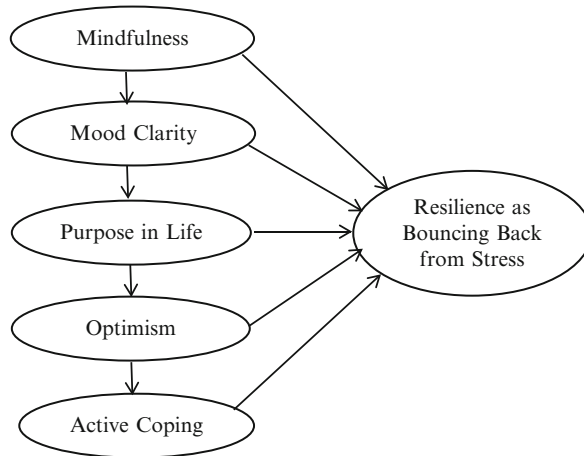 Mindfulness
Mood Clarity
Purpose in Life
Optimism
Active Coping
Resilience as
Bouncing Back
from Stress